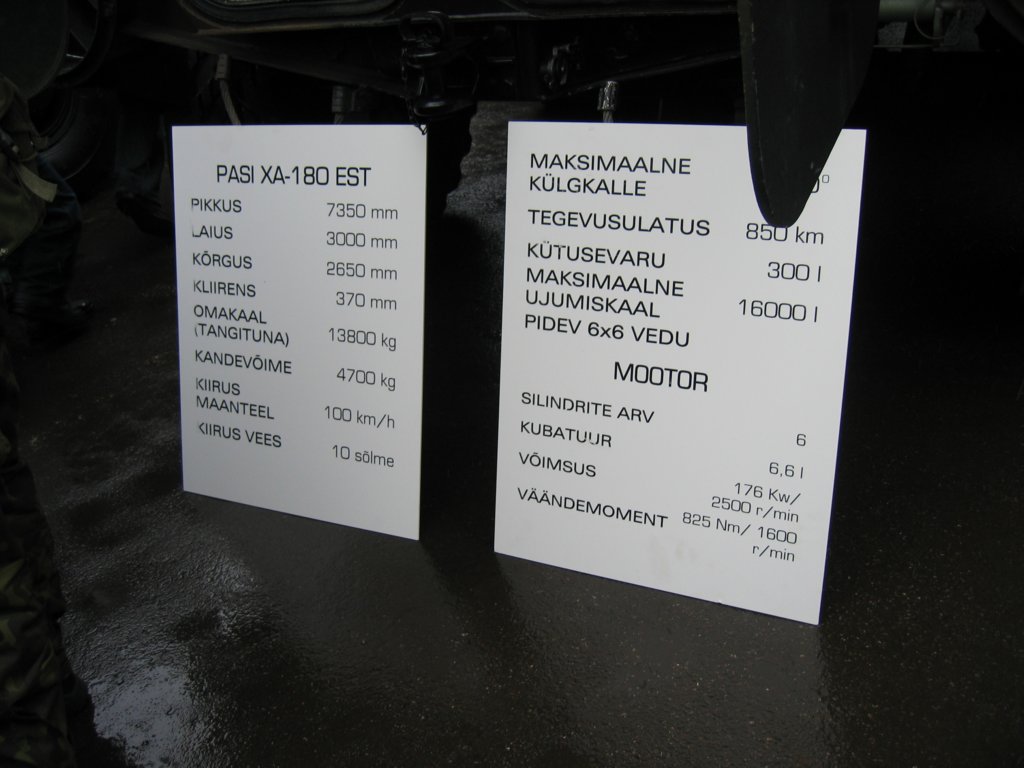 PASI XA-180 EST
PIKKUS 7350 mm
LAIUS 3000 mm
KÕRGUS 2650 mm
KLIIRENS 370 mm
OMAKAAL
(TANGITUNA) 13800 kg
KANDEVÕIME 4700 kg
KIIRUS
MAANTEEL 100 km/h
KIIRUS VEES 10 sõlme
MAKSIMAALNE
KÜLGKALLE
TEGEVUSULATUS 850 km
KÜTUSEVARU 300 l
MAKSIMAALNE
UJUMISKAAL 16000 l
PIDEV 6x6 VEDU
MOOTOR
SILINDRITE ARV 6
KUBATUUR 6,6 l
VÕIMSUS 176 Kw/
2500 r/min
VÄÄNDEMOMENT 825 Nm/ 1600
r/min